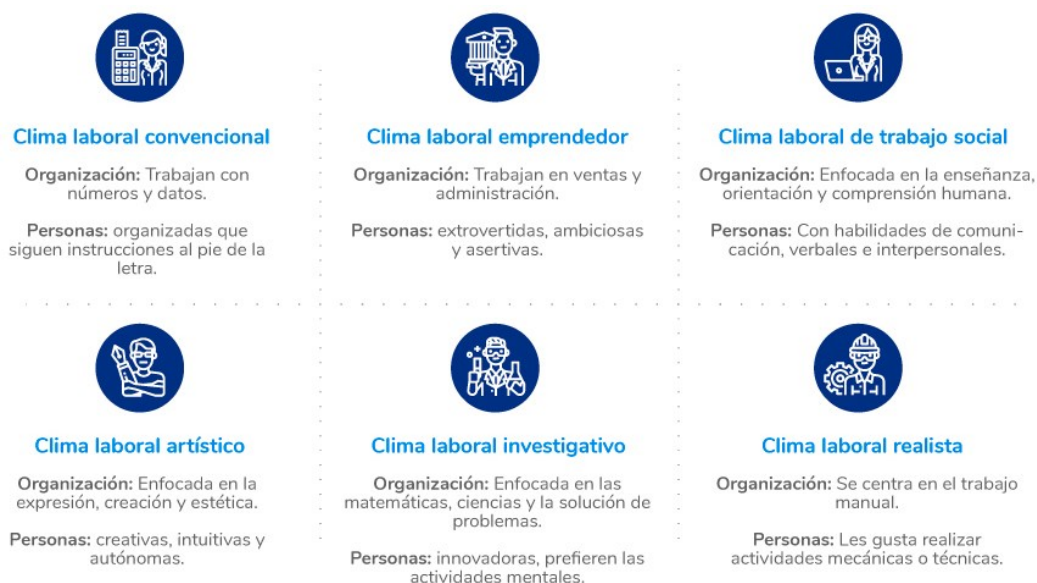 Clima laboral convencional
Organización: Trabajan con
números y datos.
Personas: organizadas que
siguen instrucciones al pie de la
letra.
Clima laboral emprendedor
Organización: Trabajan en ventas y
administración.
Personas: extrovertidas, ambiciosas
y asertivas.
Clima laboral de trabajo social
Organización: Enfocada en la enseñanza,
orientación y comprensión humana.
Personas: Con habilidades de comuni-
cación, verbales e interpersonales.
Clima laboral artístico
Organización: Enfocada en la
expresión, creación y estética.
Personas: creativas, intuitivas y
autónomas.
Clima laboral investigativo
Organización: Enfocada en las
matemáticas, ciencias y la solución de
problemas.
Personas: innovadoras, prefieren las
actividades mentales.
Clima laboral realista
Organización: Se centra en el trabajo
manual.
Personas: Les gusta realizar
actividades mecánicas o técnicas.